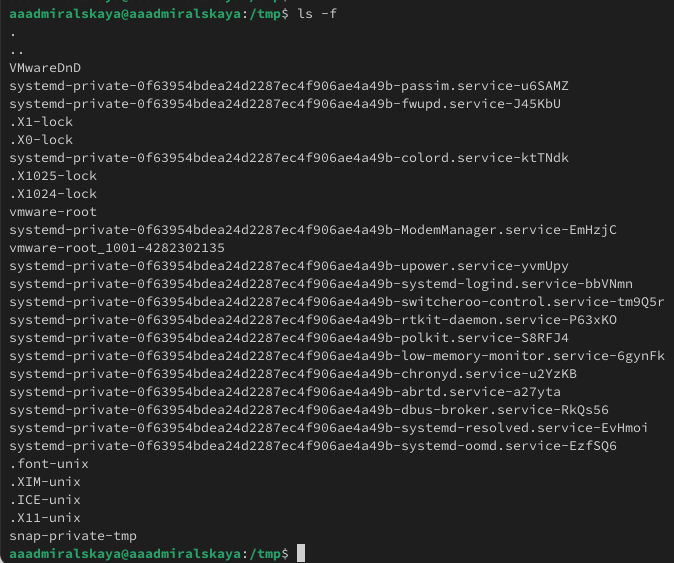 aaadmiralskaya@aaadmiralskaya:/tmp$ ls -f
.
..
VMwareDnD
systemd-private-0f63954bdea24d2287ec4f906ae4a49b-passim.service-u6SAMZ
systemd-private-0f63954bdea24d2287ec4f906ae4a49b-fwupd.service-J45KbU
.X1-lock
.X0-lock
systemd-private-0f63954bdea24d2287ec4f906ae4a49b-colord.service-ktTNdk
.X1025-lock
.X1024-lock
vmware-root
systemd-private-0f63954bdea24d2287ec4f906ae4a49b-ModemManager.service-EmHzjC
vmware-root_1001-4282302135
systemd-private-0f63954bdea24d2287ec4f906ae4a49b-upower.service-yvmUpy
systemd-private-0f63954bdea24d2287ec4f906ae4a49b-systemd-logind.service-bbVNmn
systemd-private-0f63954bdea24d2287ec4f906ae4a49b-switcheroo-control.service-tm9Q5r
systemd-private-0f63954bdea24d2287ec4f906ae4a49b-rtkit-daemon.service-P63xKO
systemd-private-0f63954bdea24d2287ec4f906ae4a49b-polkit.service-S8RFJ4
systemd-private-0f63954bdea24d2287ec4f906ae4a49b-low-memory-monitor.service-6gynFk
systemd-private-0f63954bdea24d2287ec4f906ae4a49b-chronyd.service-u2YzKB
systemd-private-0f63954bdea24d2287ec4f906ae4a49b-abrtd.service-a27yta
systemd-private-0f63954bdea24d2287ec4f906ae4a49b-dbus-broker.service-RkQs56
systemd-private-0f63954bdea24d2287ec4f906ae4a49b-systemd-resolved.service-EvHmoi
systemd-private-0f63954bdea24d2287ec4f906ae4a49b-systemd-oomd.service-EzfSQ6
.font-unix
.XIM-unix
.ICE-unix
.X11-unix
snap-private-tmp
aaadmiralskaya@aaadmiralskaya:/tmp$